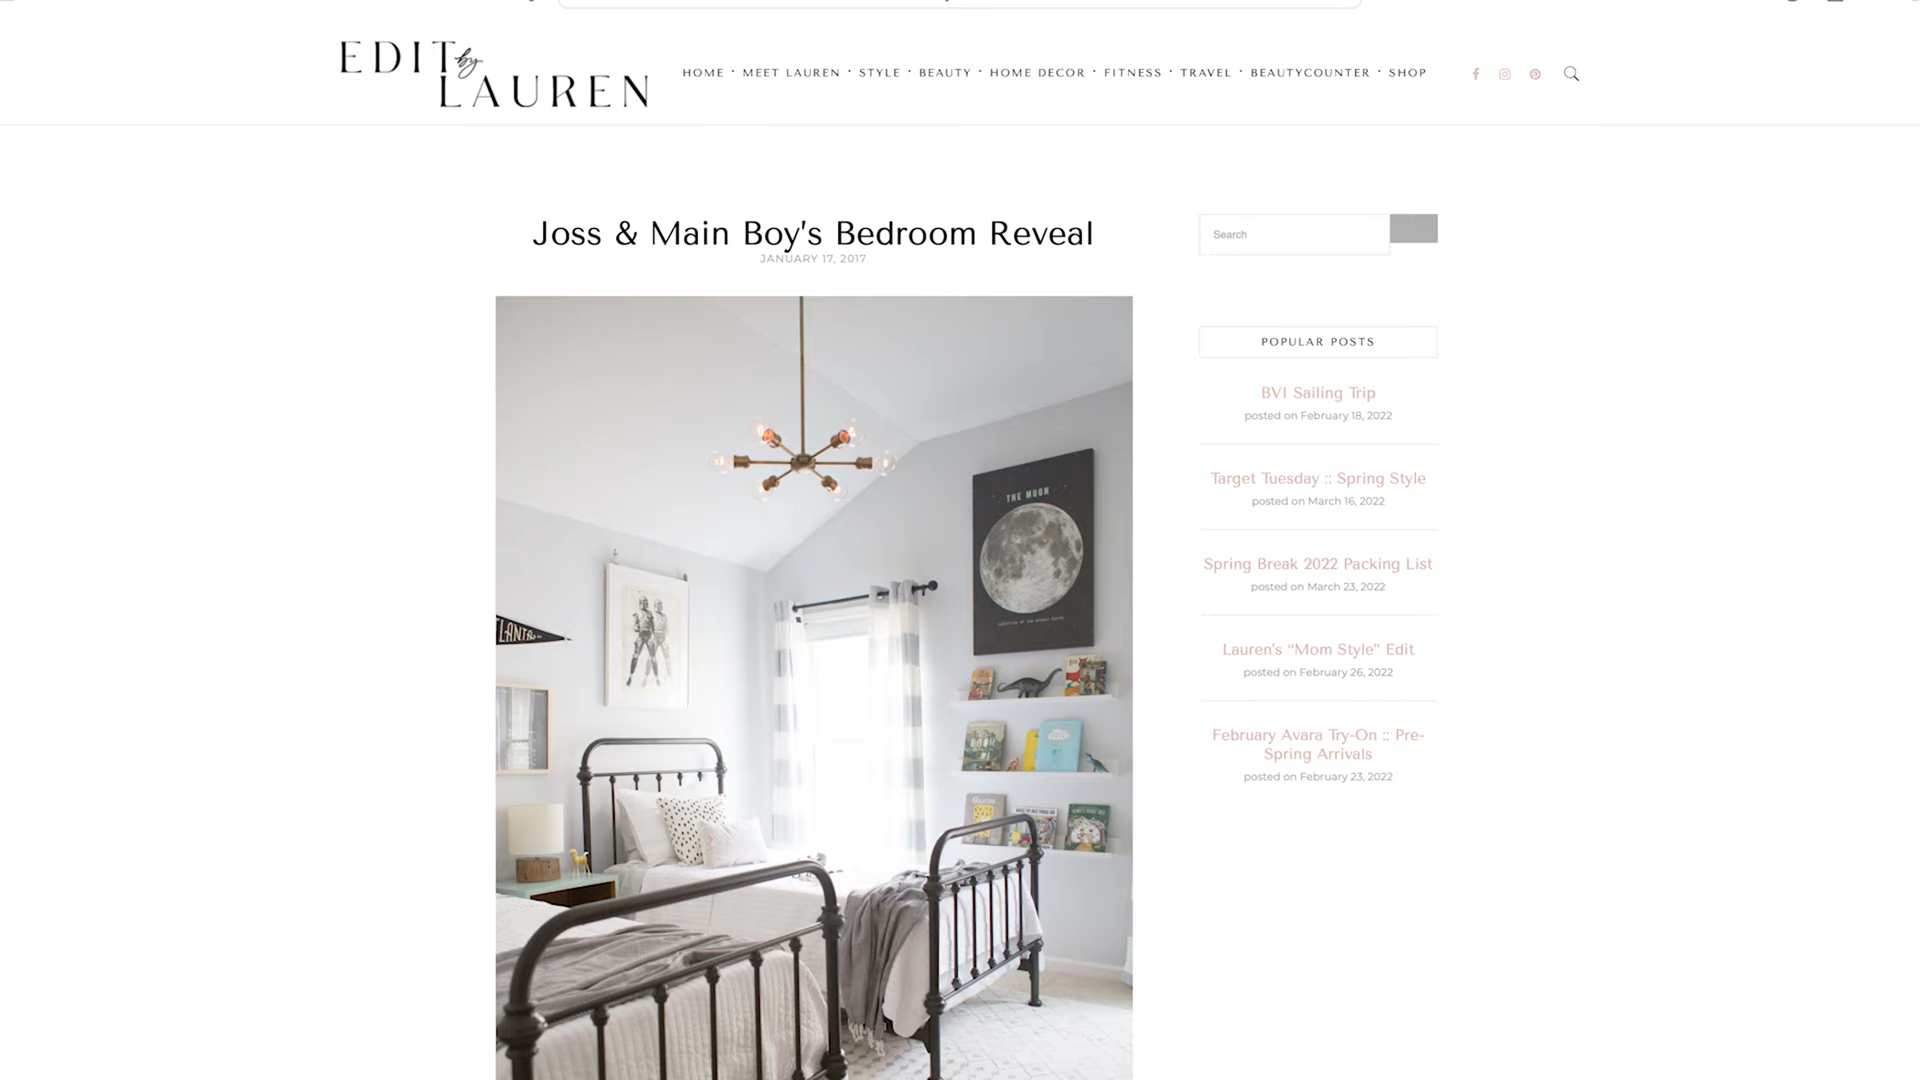 EDIT by
LAUREN
HOME · MEET LAUREN · STYLE · BEAUTY · HOME DECOR · FITNESS · TRAVEL · BEAUTYCOUNTER · SHOP
Joss & Main Boy's Bedroom Reveal
JANUARY 17, 2017
THE MOON
LANTA
Search
POPULAR POSTS
BVI Sailing Trip
posted on February 18, 2022
Target Tuesday :: Spring Style
posted on March 16, 2022
Spring Break 2022 Packing List
posted on March 23, 2022
Lauren's “Mom Style” Edit
posted on February 26, 2022
February Avara Try-On :: Pre-
Spring Arrivals
posted on February 23, 2022